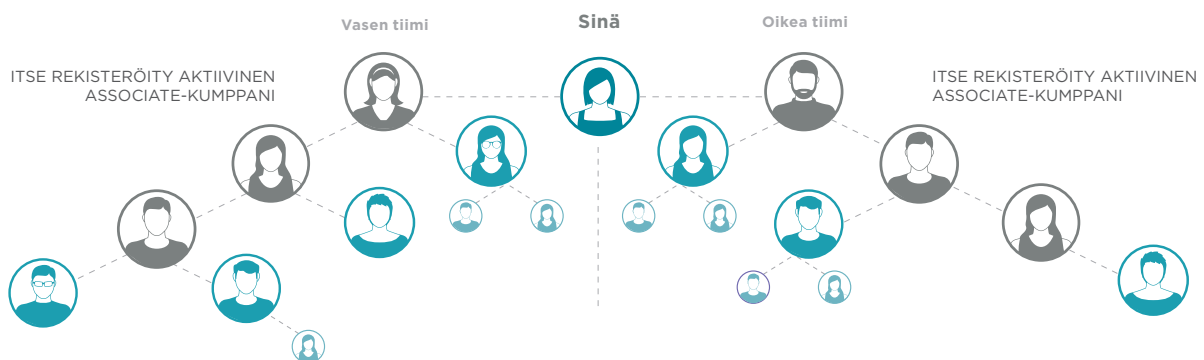 Vasen tiimi
Sinä
Oikea tiimi
ITSE REKISTERÖITY AKTIIVINEN
ASSOCIATE-KUMPPANI
ITSE REKISTERÖITY AKTIIVINEN
ASSOCIATE-KUMPPANI